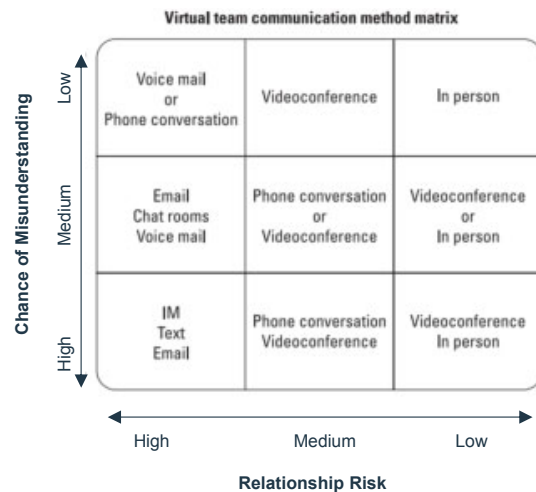 Virtual team communication method matrix
Chance of Misunderstanding
Low
Voice mail
or
Phone conversation
Videoconference
In person
Medium
Email
Chat rooms
Voice mail
Phone conversation
or
Videoconference
Videoconference
or
In person
High
IM
Text
Email
Phone conversation
Videoconference
Videoconference
In person
High
Medium
Low
Relationship Risk